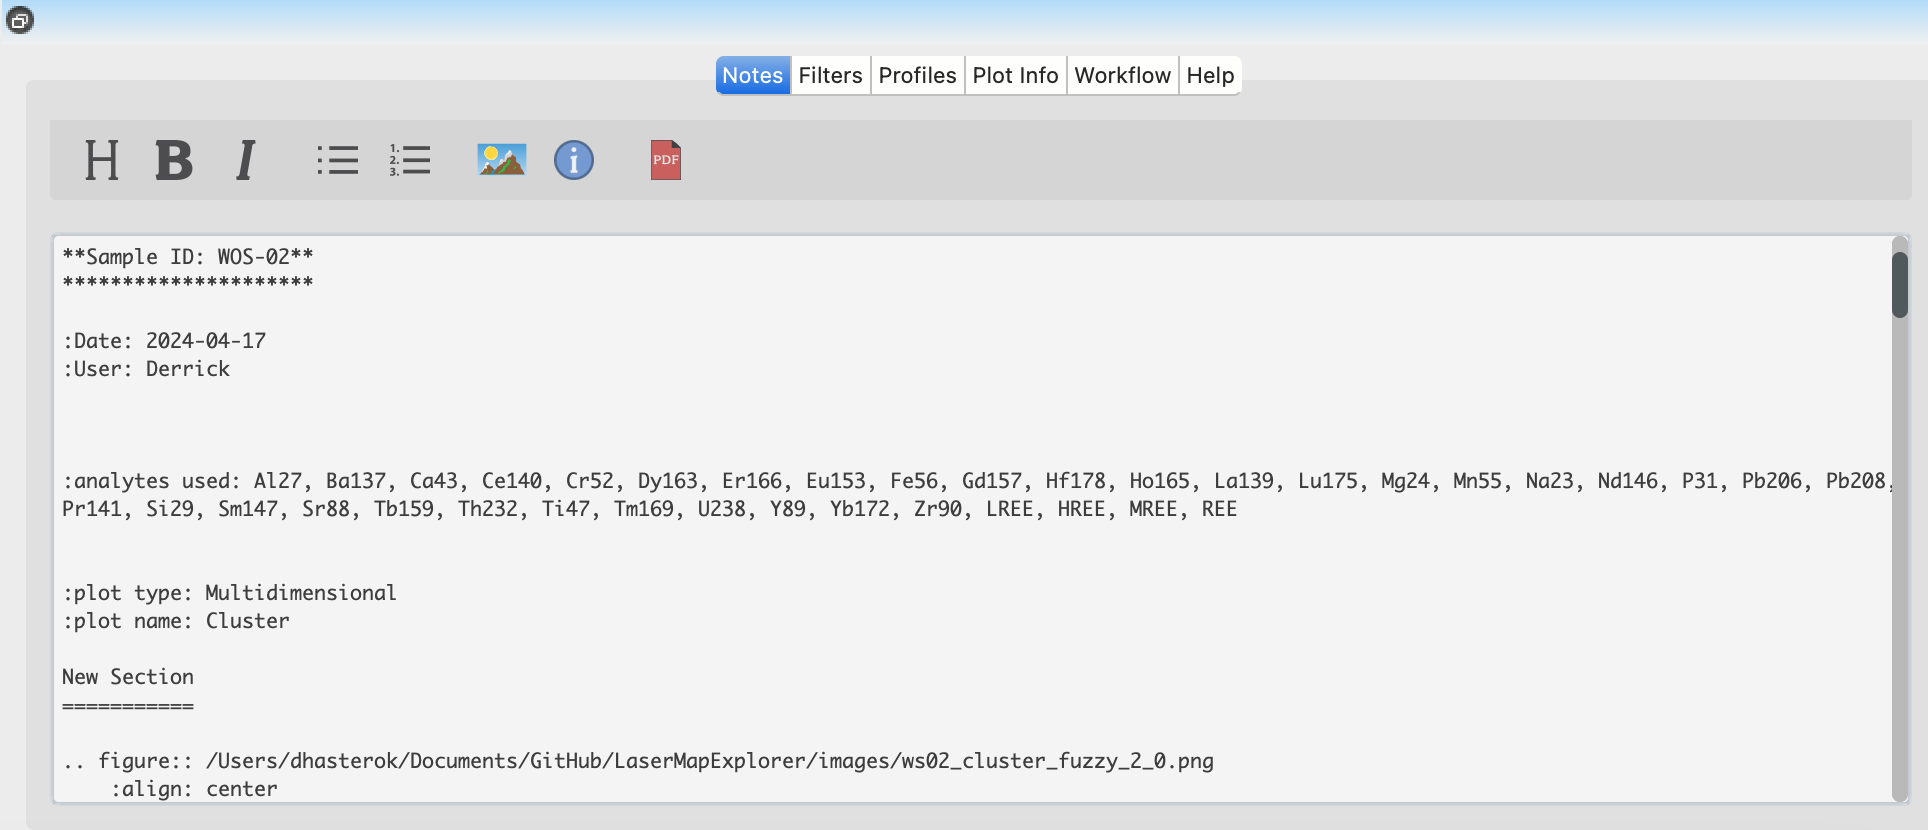 Notes Filters Profiles Plot Info Workflow Help
H B I 1. 2. 3. i PDF
**Sample ID: WOS-02**
*********************
:Date: 2024-04-17
:User: Derrick
:analytes used: Al27, Ba137, Ca43, Ce140, Cr52, Dy163, Er166, Eu153, Fe56, Gd157, Hf178, Ho165, La139, Lu175, Mg24, Mn55, Na23, Nd146, P31, Pb206, Pb208,
Pr141, Si29, Sm147, Sr88, Tb159, Th232, Ti47, Tm169, U238, Y89, Yb172, Zr90, LREE, HREE, MREE, REE
:plot type: Multidimensional
:plot name: Cluster
New Section
===========
.. figure:: /Users/dhasterok/Documents/GitHub/LaserMapExplorer/images/ws02_cluster_fuzzy_2_0.png
    :align: center